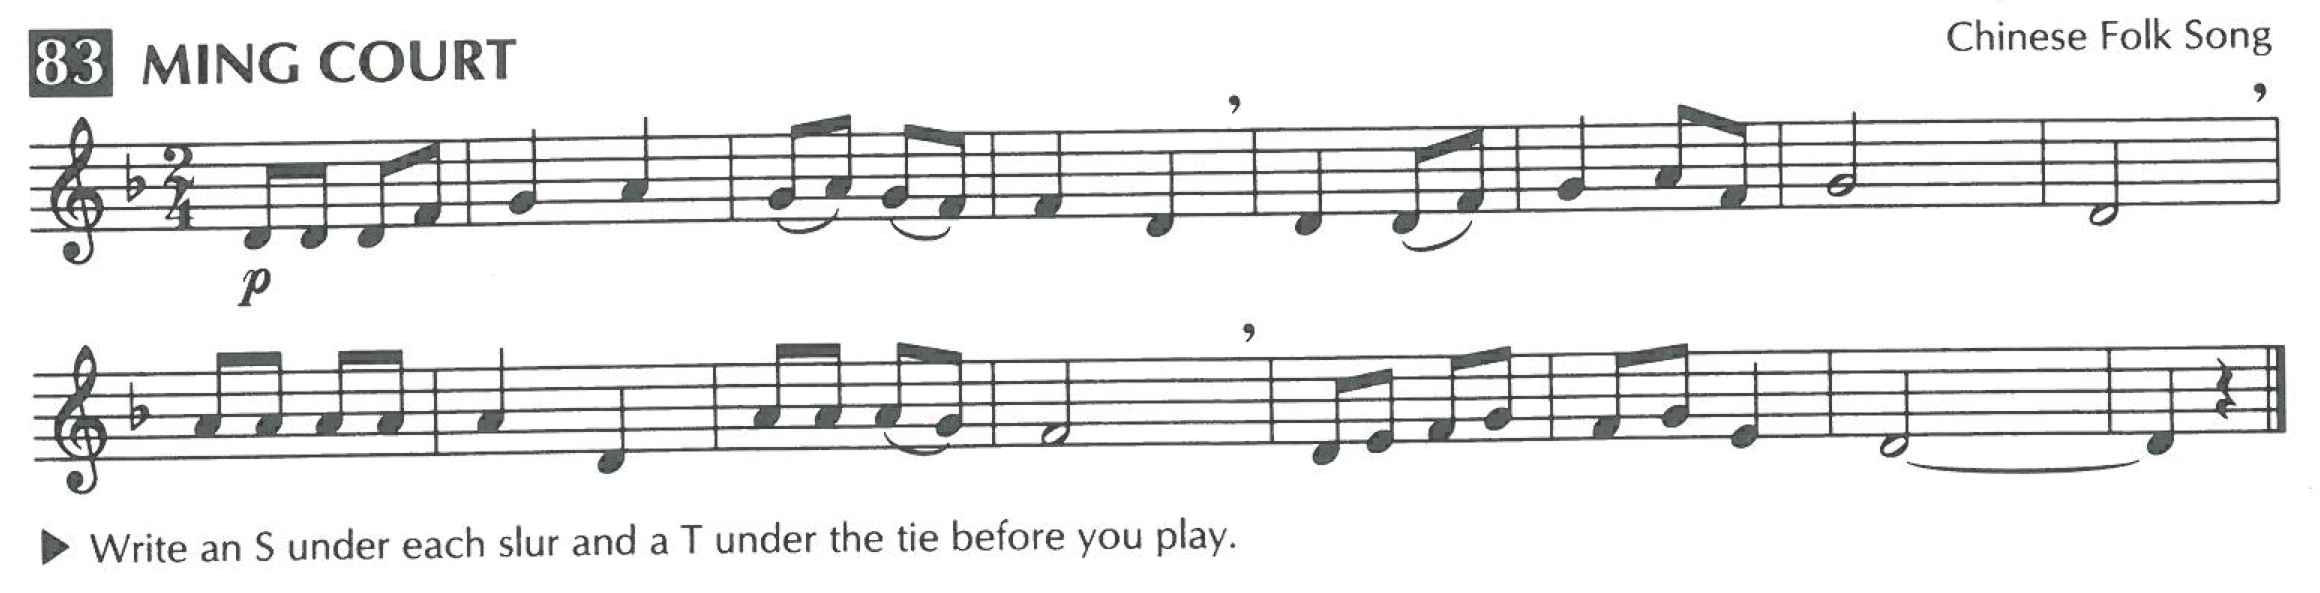 83 MING COURT
Chinese Folk Song
2
4
p
▶ Write an S under each slur and a T under the tie before you play.